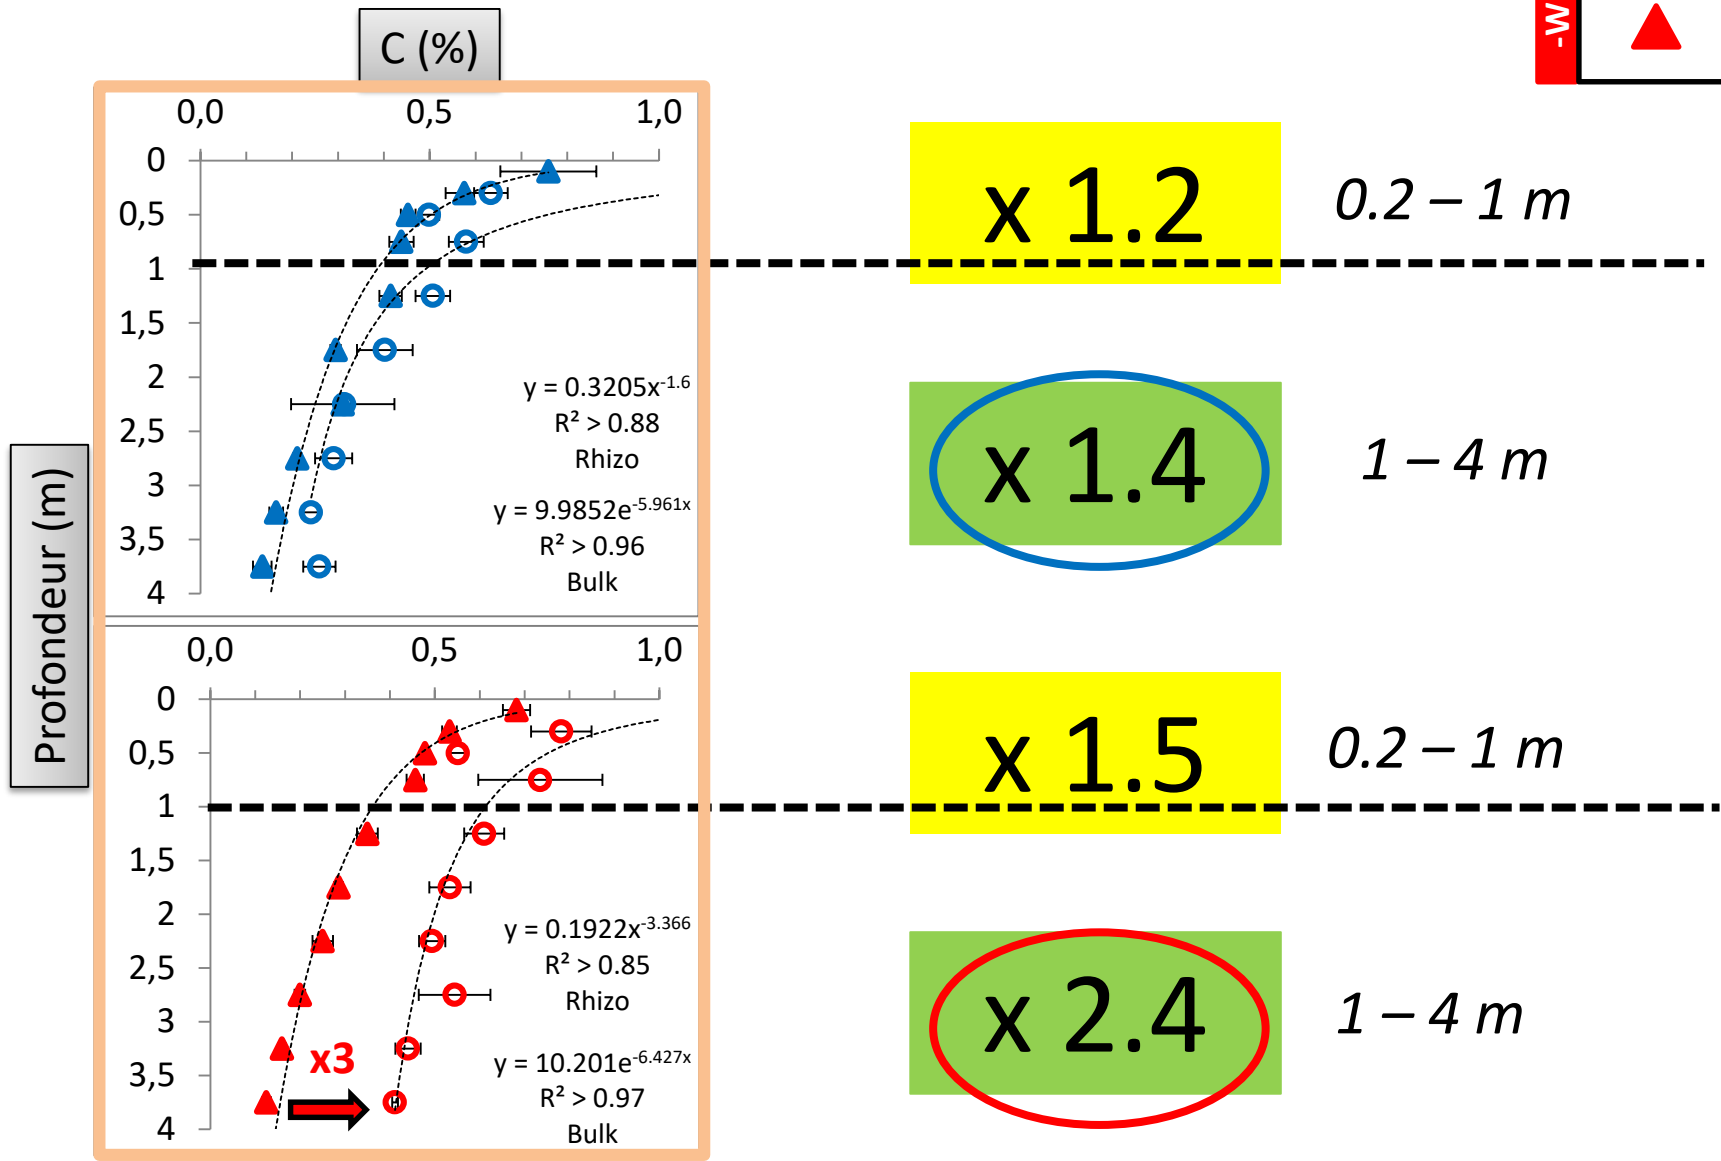 C (%)
-W
0,0 0,5 1,0
0
0,5
1
1,5
2
2,5
3
3,5
4
y = 0.3205x^-1.6
R² > 0.88
Rhizo
y = 9.9852e^-5.961x
R² > 0.96
Bulk
x 1.2
0.2 – 1 m
x 1.4
1 – 4 m
Profondeur (m)
0,0 0,5 1,0
0
0,5
1
1,5
2
2,5
3
3,5
4
y = 0.1922x^-3.366
R² > 0.85
Rhizo
x3
y = 10.201e^-6.427x
R² > 0.97
Bulk
x 1.5
0.2 – 1 m
x 2.4
1 – 4 m